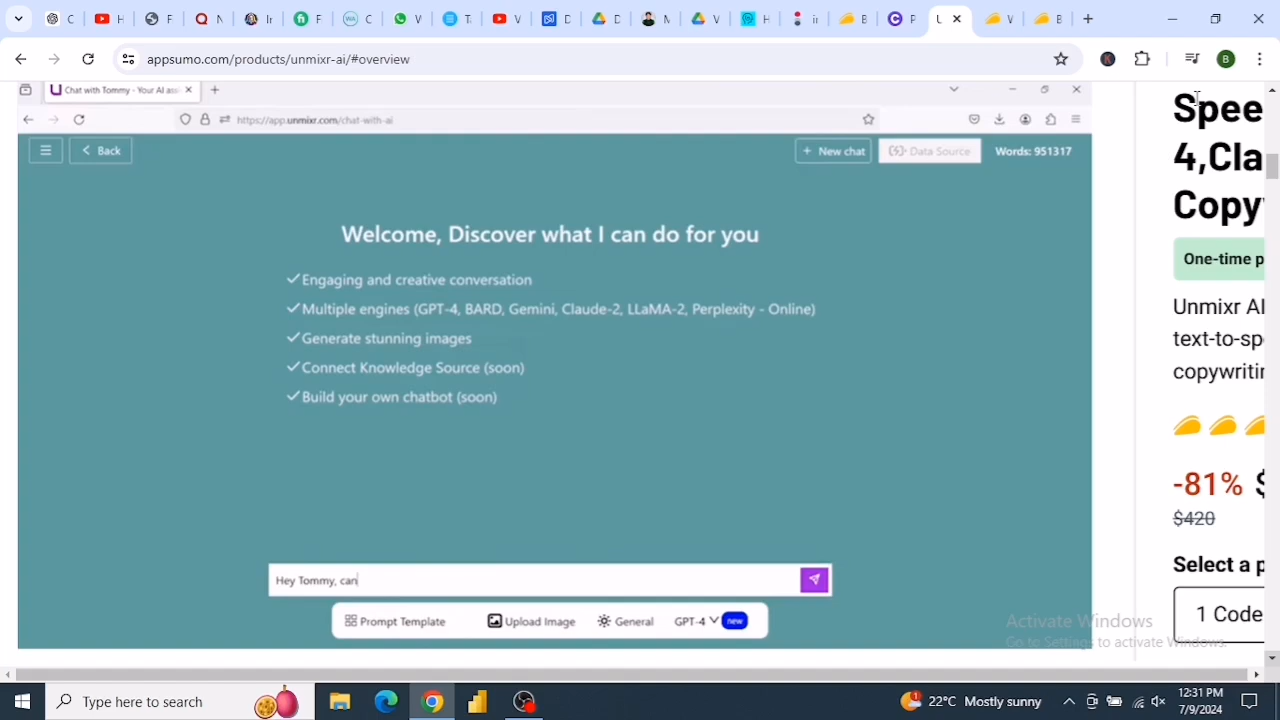 appsumo.com/products/unmixr-ai/#overview
B
Chat with Tommy - Your AI assi
https://app.unmixr.com/chat-with-ai
Back
+ New chat
Data Source
Words: 951317
Welcome, Discover what I can do for you
Engaging and creative conversation
Multiple engines (GPT-4, BARD, Gemini, Claude-2, LLaMA-2, Perplexity - Online)
Generate stunning images
Connect Knowledge Source (soon)
Build your own chatbot (soon)
Hey Tommy, can
Prompt Template
Upload Image
General
GPT-4
new
Spee
4,Cla
Copy
One-time p
Unmixr AI
text-to-sp
copywritin
-81% $
$420
Select a p
1 Code
Activate Windows
Go to Settings to activate Windows.
Type here to search
1
22°C Mostly sunny
12:31 PM
7/9/2024